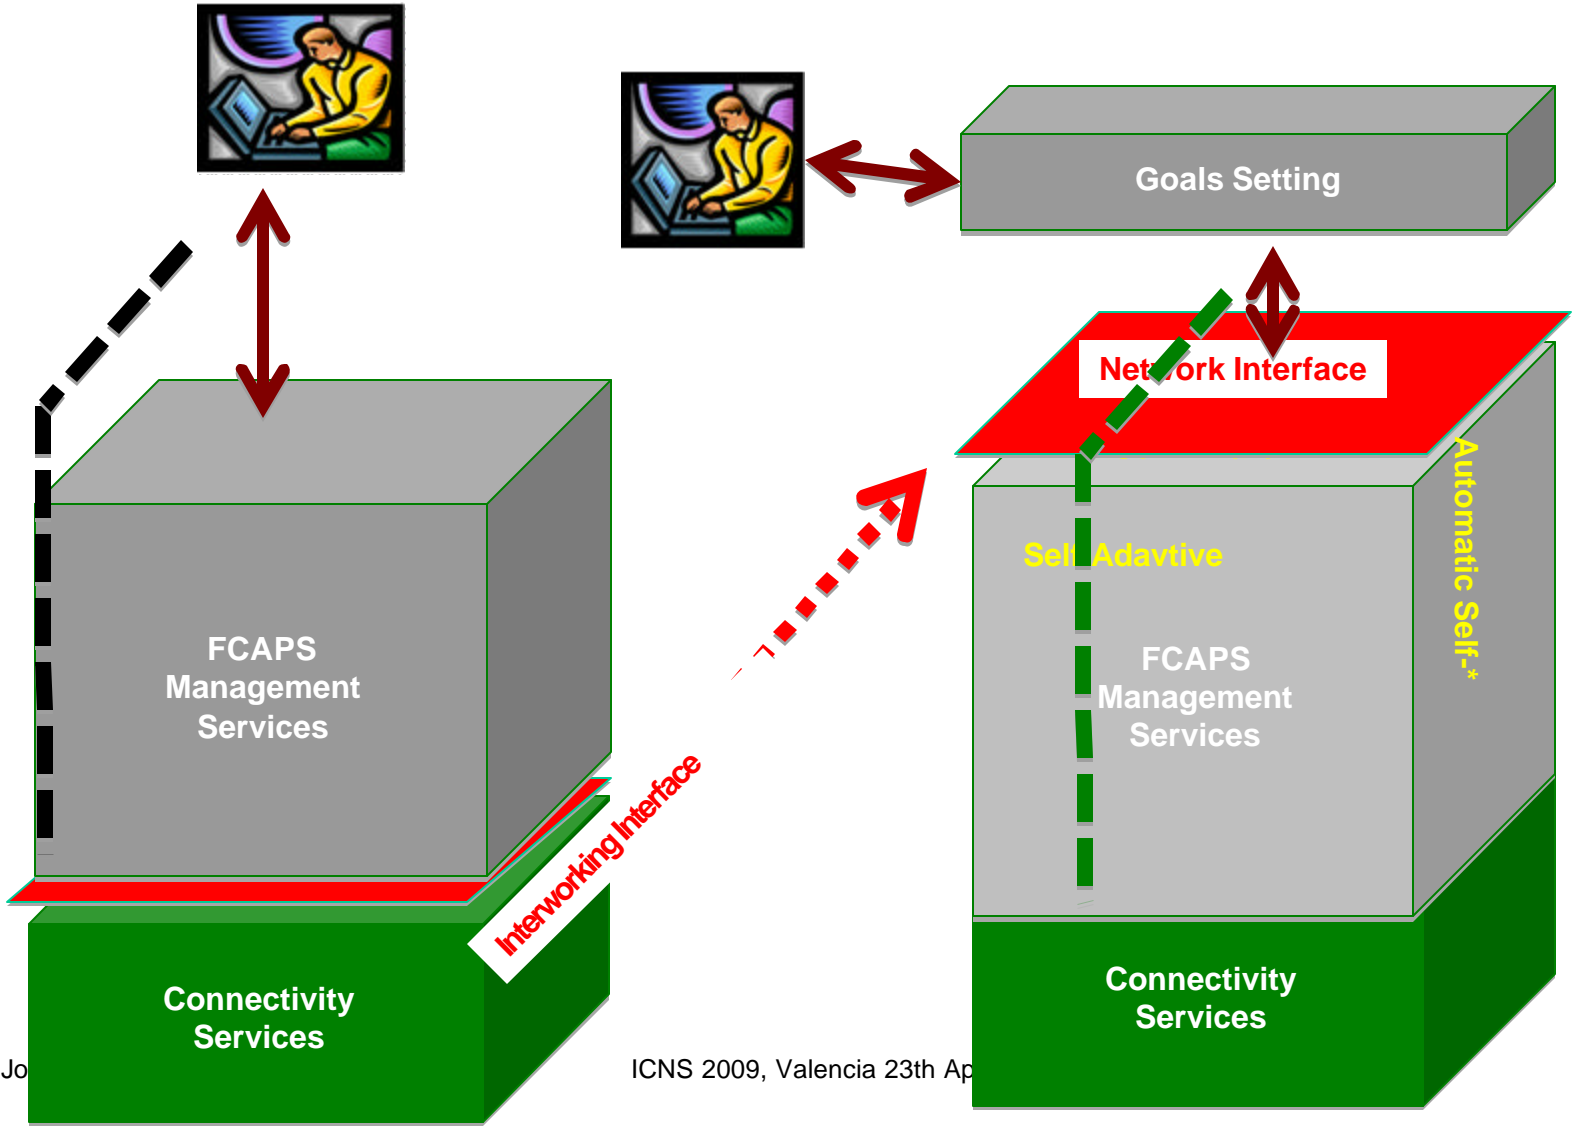 Goals Setting
Network Interface
Self Adavtive
Automatic Self-*
FCAPS
Management
Services
FCAPS
Management
Services
Interworking Interface
Connectivity
Services
Connectivity
Services
ICNS 2009, Valencia 23th